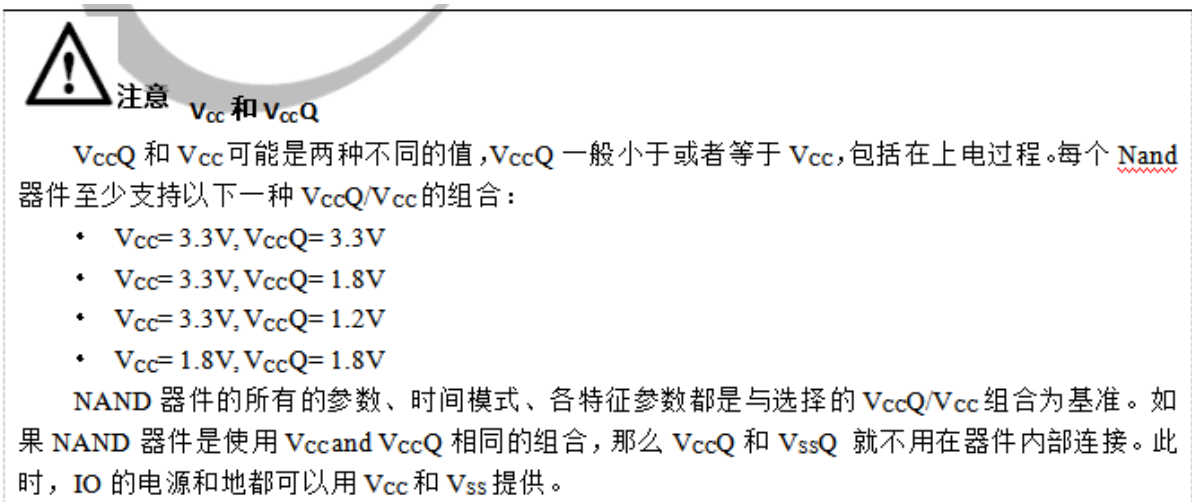 注意 Vcc 和 VccQ
VccQ 和 Vcc 可能是两种不同的值,VccQ 一般小于或者等于 Vcc,包括在上电过程。每个 Nand
器件至少支持以下一种 VccQ/Vcc 的组合：
• Vcc= 3.3V, VccQ= 3.3V
• Vcc= 3.3V, VccQ= 1.8V
• Vcc= 3.3V, VccQ= 1.2V
• Vcc= 1.8V, VccQ= 1.8V
NAND 器件的所有的参数、时间模式、各特征参数都是与选择的 VccQ/Vcc 组合为基准。如
果 NAND 器件是使用 Vccand VccQ 相同的组合，那么 VccQ 和 VssQ 就不用在器件内部连接。此
时，IO 的电源和地都可以用 Vcc 和 Vss 提供。